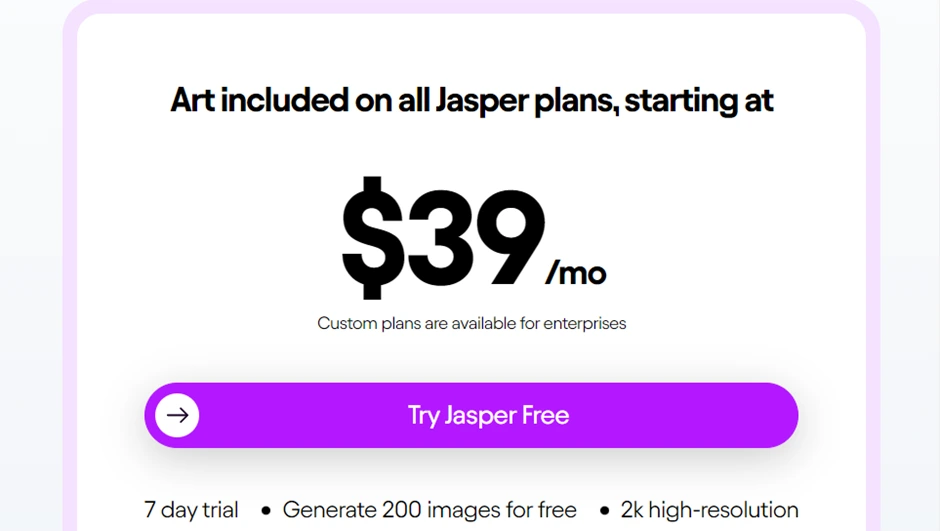 Art included on all Jasper plans, starting at
$39/mo
Custom plans are available for enterprises
Try Jasper Free
7 day trial • Generate 200 images for free • 2k high-resolution